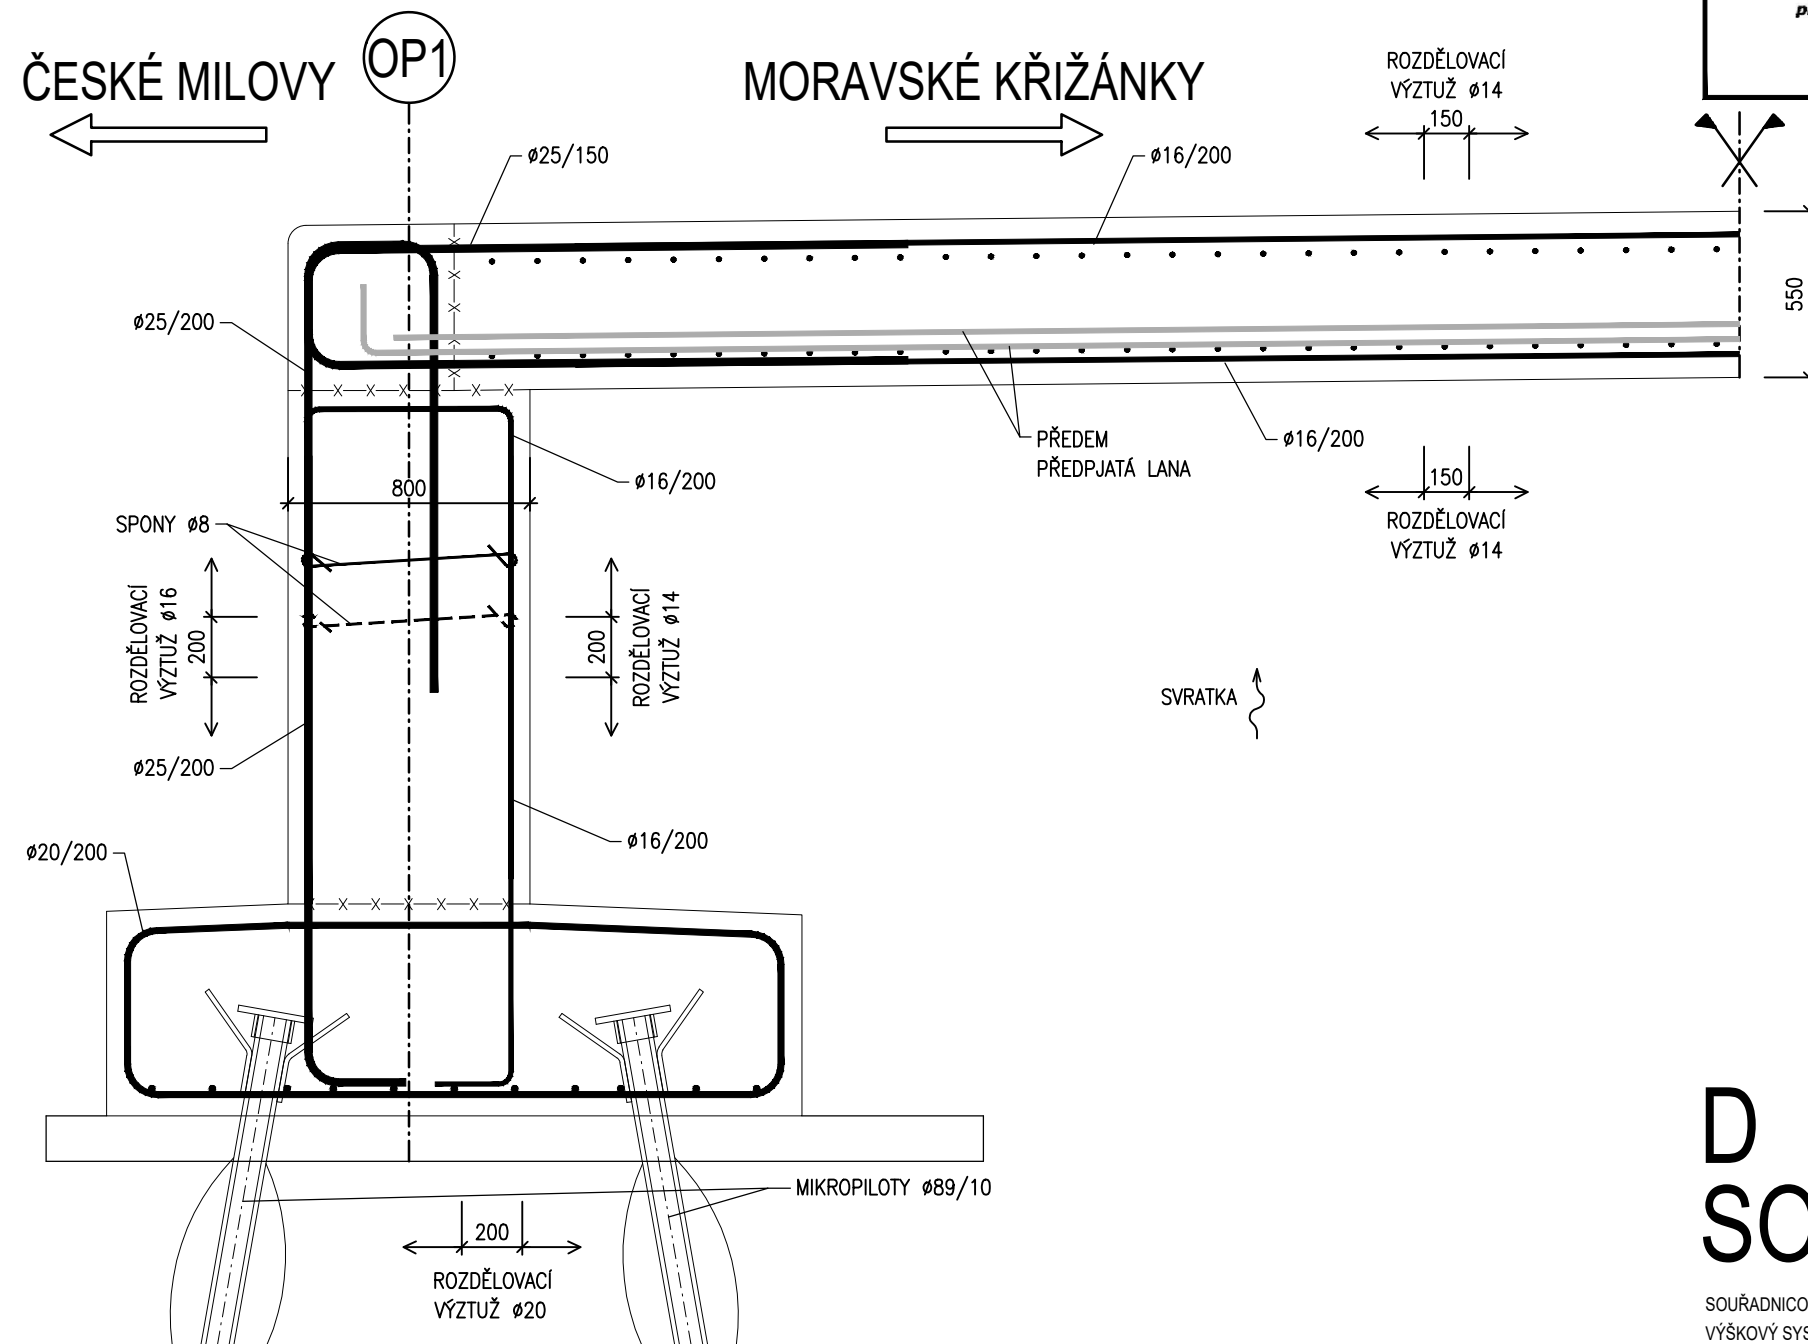 OP1
ČESKÉ MILOVY
MORAVSKÉ KŘIŽÁNKY
ROZDĚLOVACÍ
VÝZTUŽ ø14
150
ø25/150
ø16/200
550
ø25/200
PŘEDEM
PŘEDPJATÁ LANA
ø16/200
ø16/200
800
150
ROZDĚLOVACÍ
VÝZTUŽ ø14
SPONY ø8
ROZDĚLOVACÍ
VÝZTUŽ ø16
200
200
ROZDĚLOVACÍ
VÝZTUŽ ø14
SVRATKA
ø25/200
ø16/200
ø20/200
MIKROPILOTY ø89/10
200
ROZDĚLOVACÍ
VÝZTUŽ ø20
D
SO
SOUŘADNICO
VÝŠKOVÝ SYS